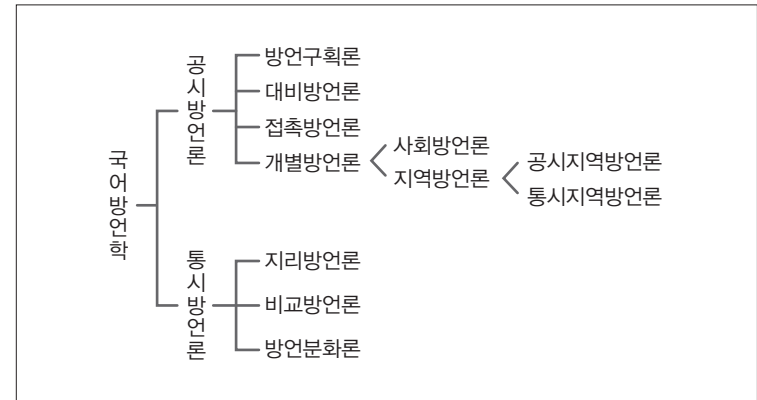 국어방언학
공시방언론
방언구획론
대비방언론
접촉방언론
개별방언론
사회방언론
지역방언론
공시지역방언론
통시지역방언론
통시방언론
지리방언론
비교방언론
방언분화론